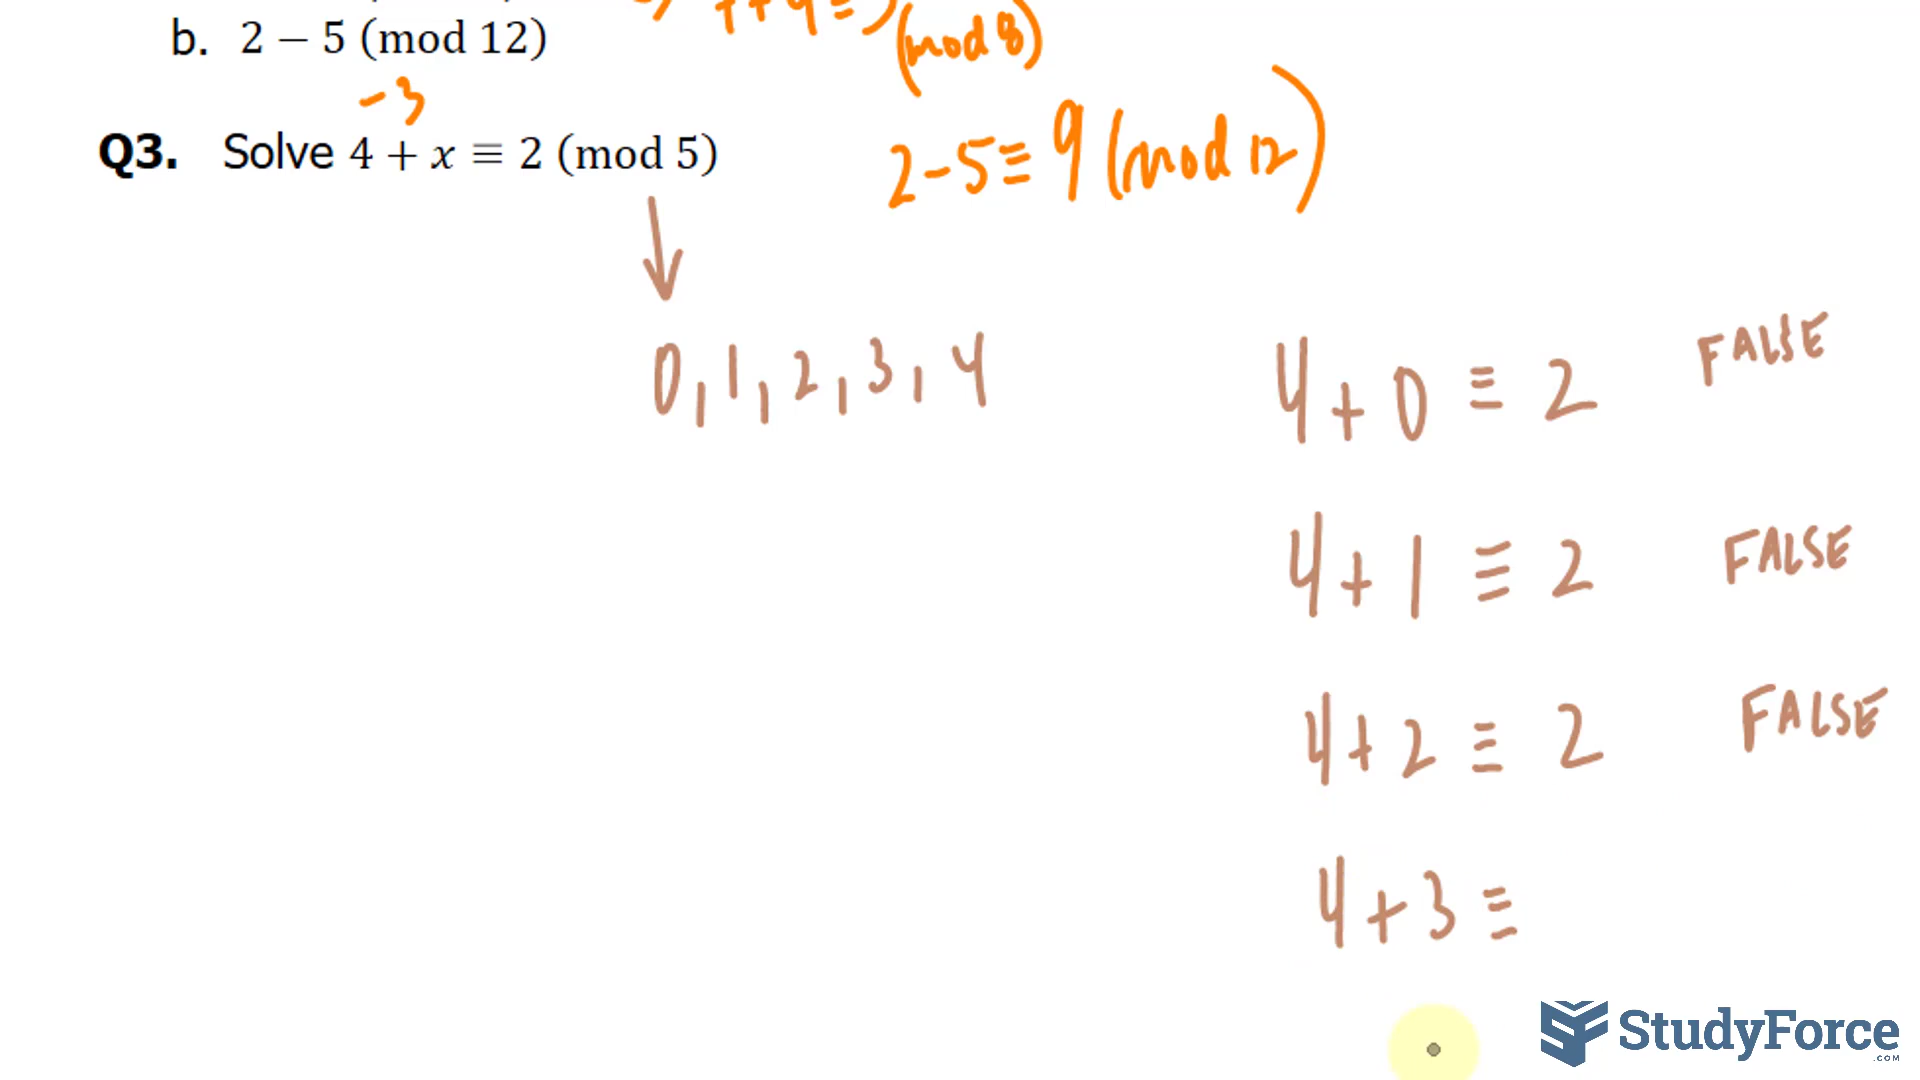 b. 2 − 5 (mod 12)
(mod 8)
-3
Q3. Solve 4 + x ≡ 2 (mod 5)
2-5≡9 (mod 12)
0, 1, 2, 3, 4
4+0 ≡ 2 FALSE
4+1 ≡ 2 FALSE
4+2 ≡ 2 FALSE
4+3 ≡
StudyForce
.COM